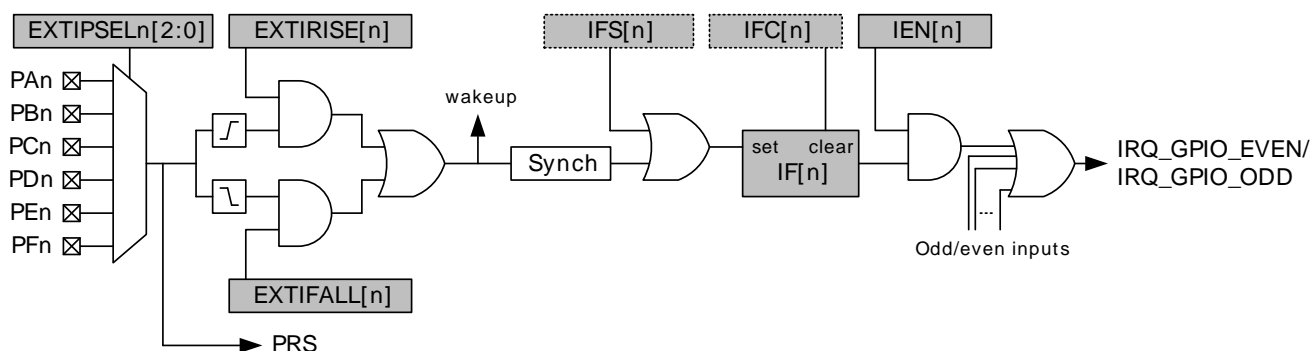 EXTIPSELn[2:0]
EXTIRISE[n]
IFS[n]
IFC[n]
IEN[n]
PAn
PBn
PCn
PDn
PEn
PFn
wakeup
Synch
set clear
IF[n]
IRQ_GPIO_EVEN/
IRQ_GPIO_ODD
...
Odd/even inputs
EXTIFALL[n]
PRS